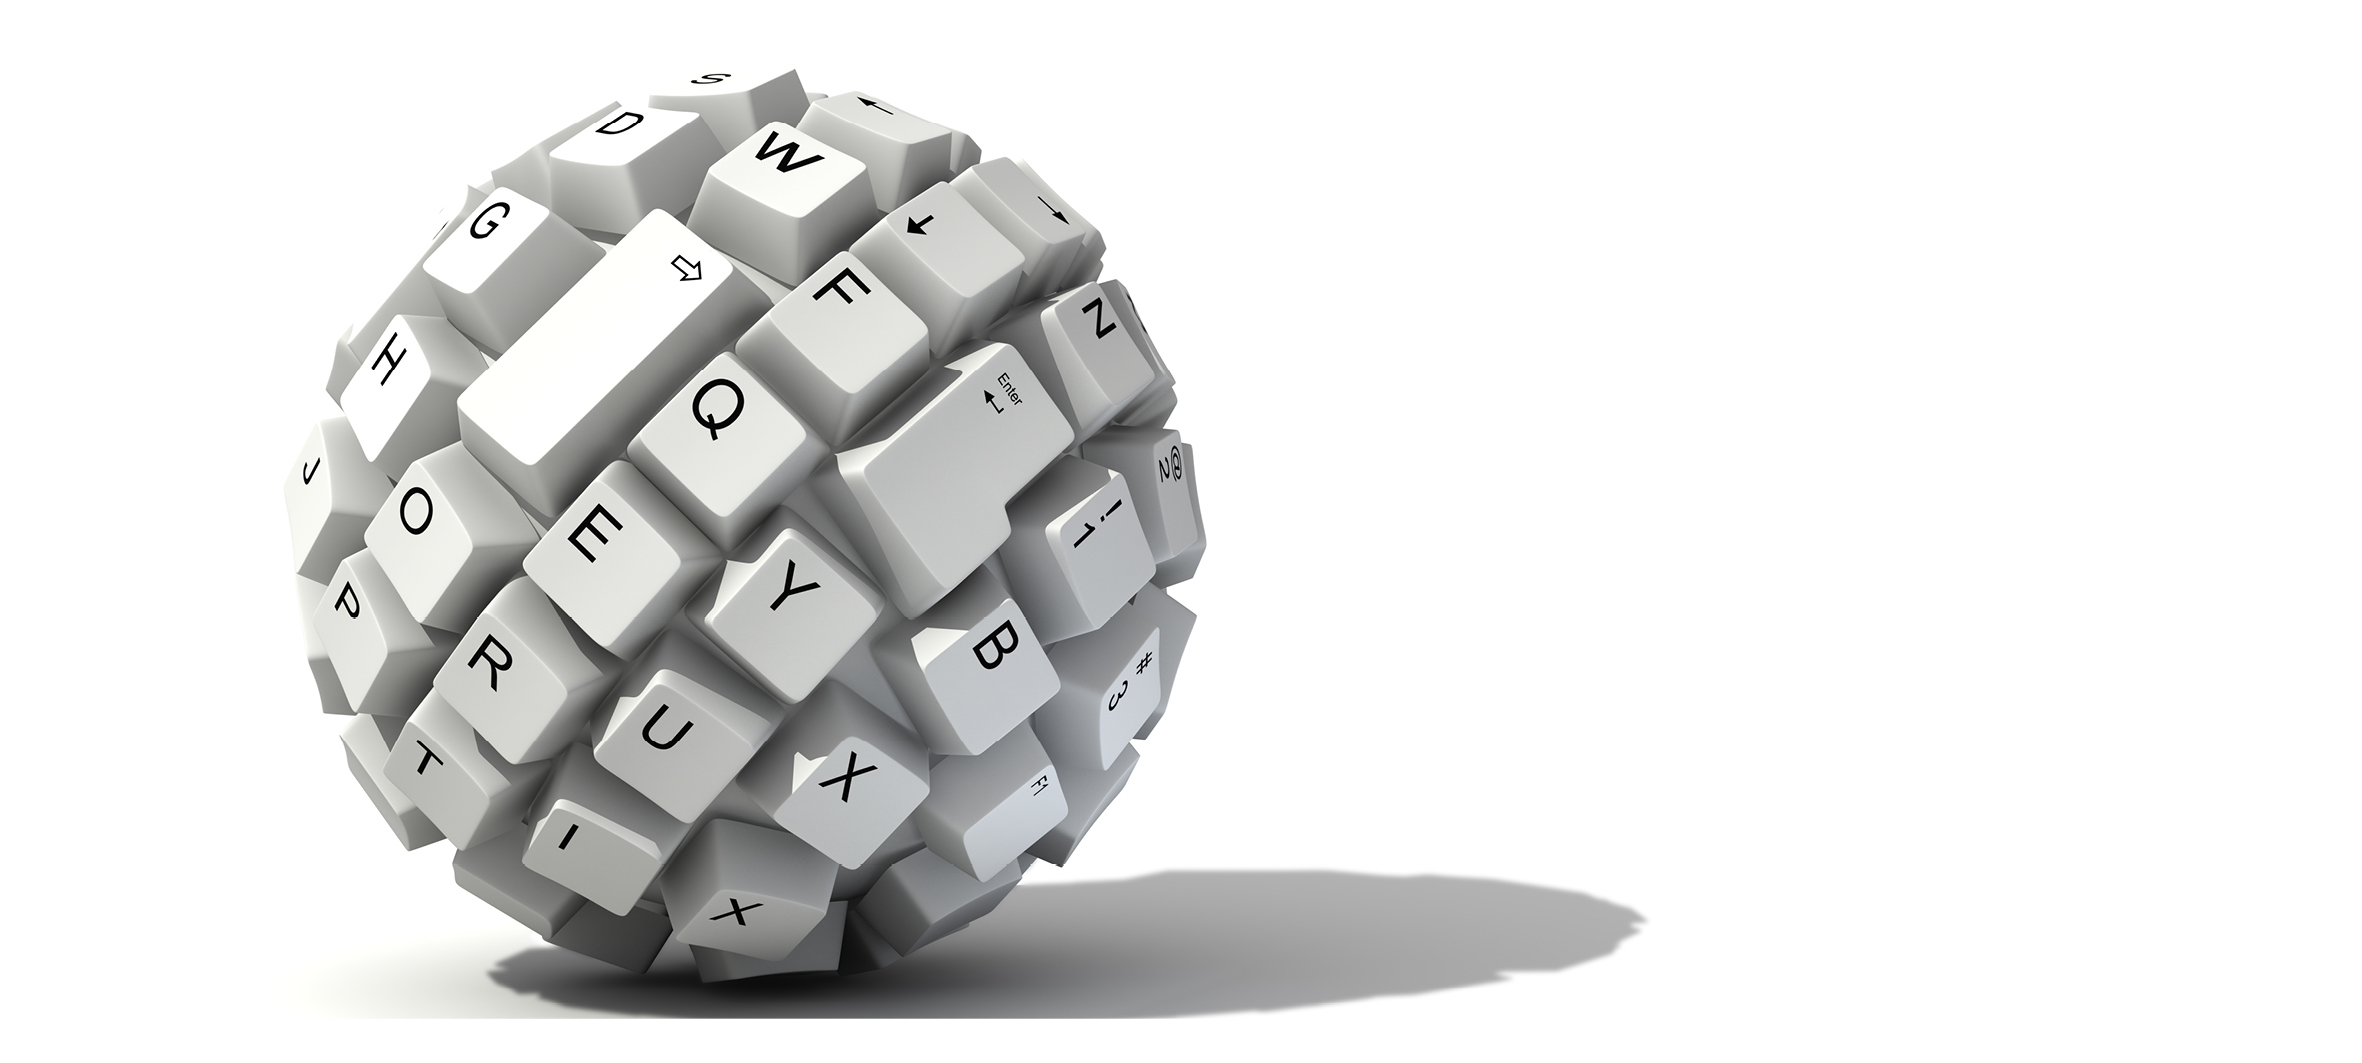 S
←
D
W
G
⇨
↓
→
F
N
H
Enter
↵
Q
@
2
J
O
!
1
E
P
Y
B
R
#
3
U
T
X
F1
I
X